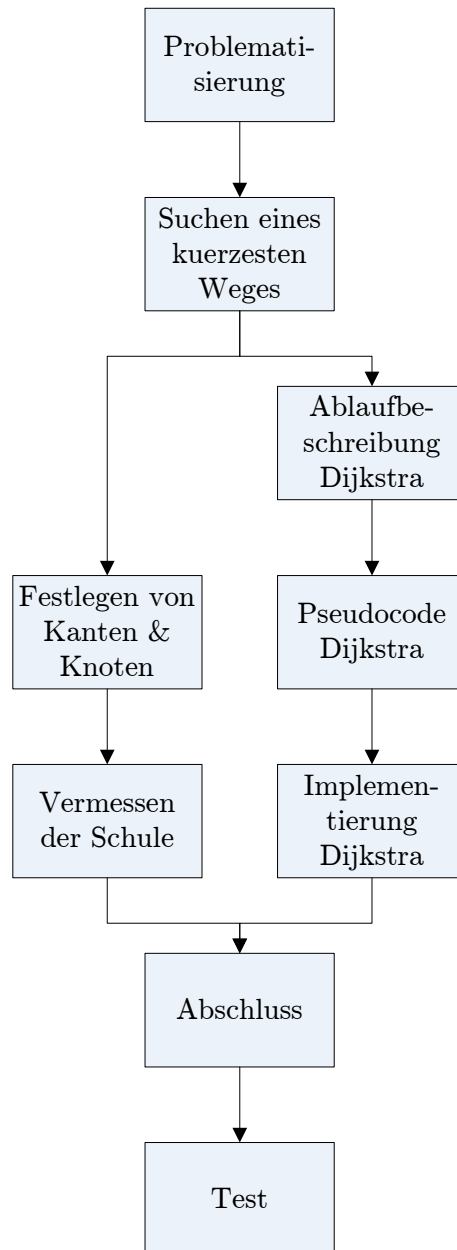 Problemati-
sierung
Suchen eines
kuerzesten
Weges
Ablaufbe-
schreibung
Dijkstra
Festlegen von
Kanten &
Knoten
Pseudocode
Dijkstra
Vermessen
der Schule
Implemen-
tierung
Dijkstra
Abschluss
Test